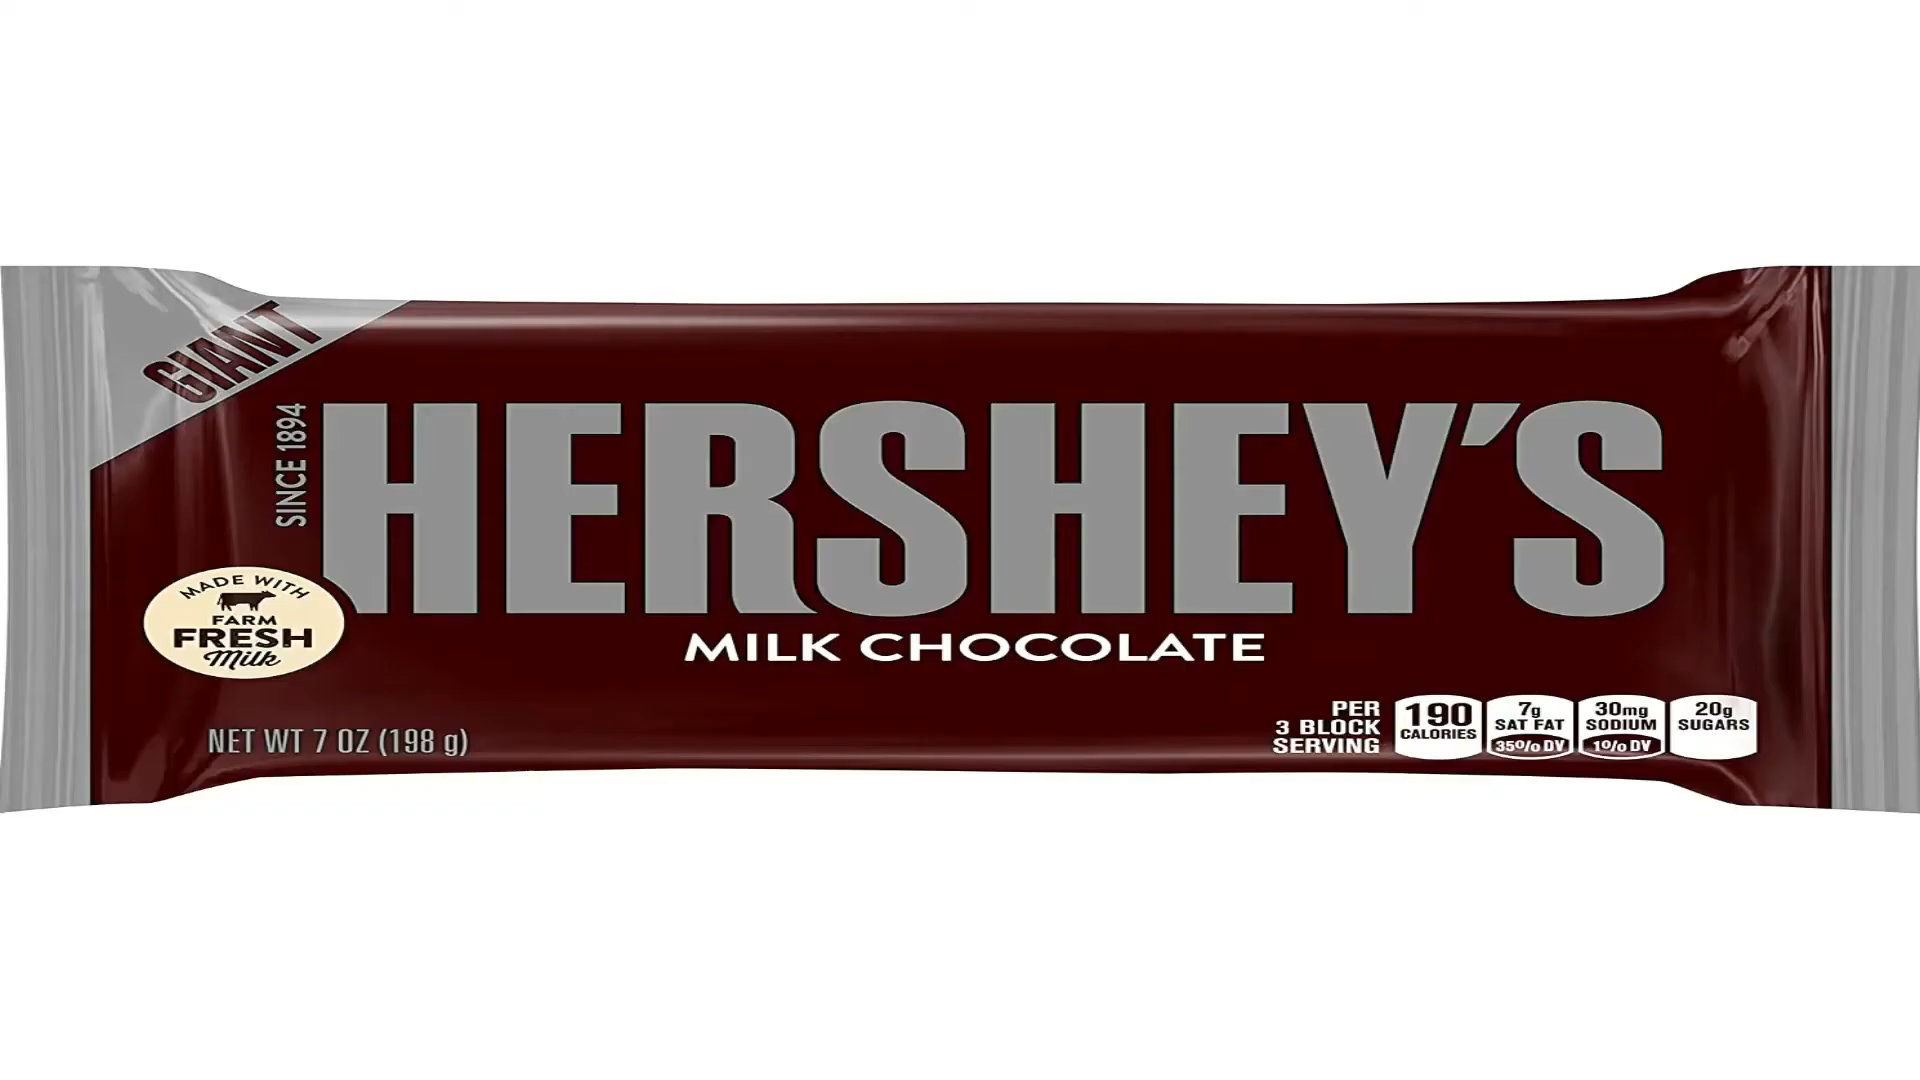 GIANT
SINCE 1894
HERSHEY'S
MILK CHOCOLATE
MADE WITH
FARM
FRESH
Milk
NET WT 7 OZ (198 g)
PER
3 BLOCK
SERVING
190
CALORIES
7g
SAT FAT
35% DV
30mg
SODIUM
1% DV
20g
SUGARS